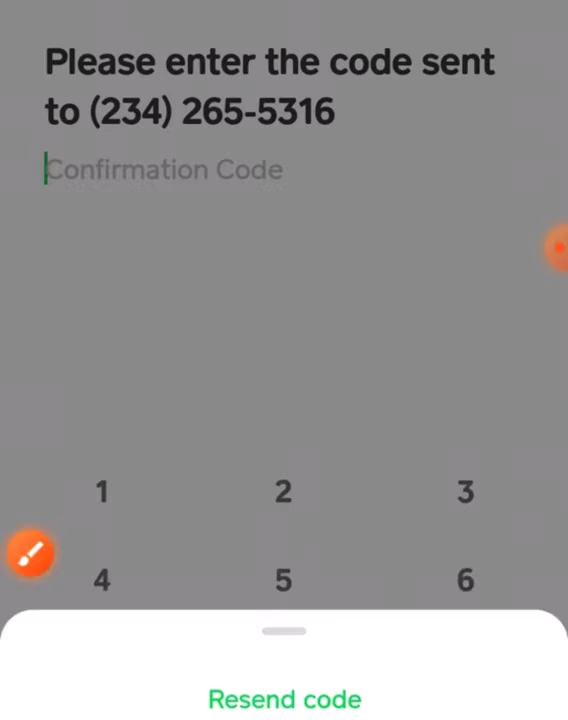 Please enter the code sent
to (234) 265-5316
Confirmation Code
1 2 3
4 5 6
Resend code